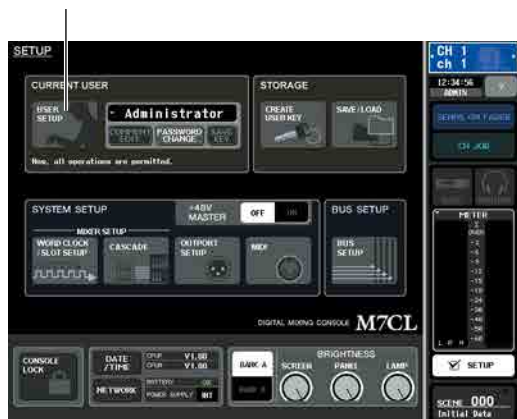 SETUP
CH 1
ch 1
12:34:56
ADMIN
CURRENT USER
USER
SETUP
Administrator
COMMENT
EDIT
PASSWORD
CHANGE
SAVE
KEY
Now, all operations are permitted.
STORAGE
CREATE
USER KEY
SAVE/LOAD
SENDS ON FADER
CH JOB
METER
OVER
L R M
SYSTEM SETUP
+48V
MASTER
OFF
ON
MIXER SETUP
WORD CLOCK
/SLOT SETUP
CASCADE
OUTPORT
SETUP
MIDI
BUS SETUP
BUS
SETUP
DIGITAL MIXING CONSOLE M7CL
CONSOLE
LOCK
DATE
/TIME
V1.00
V1.00
NETWORK
BATTERY OK
POWER SUPPLY INT
BANK A
BANK B
BRIGHTNESS
SCREEN
PANEL
LAMP
SETUP
SCENE 000
Initial Data